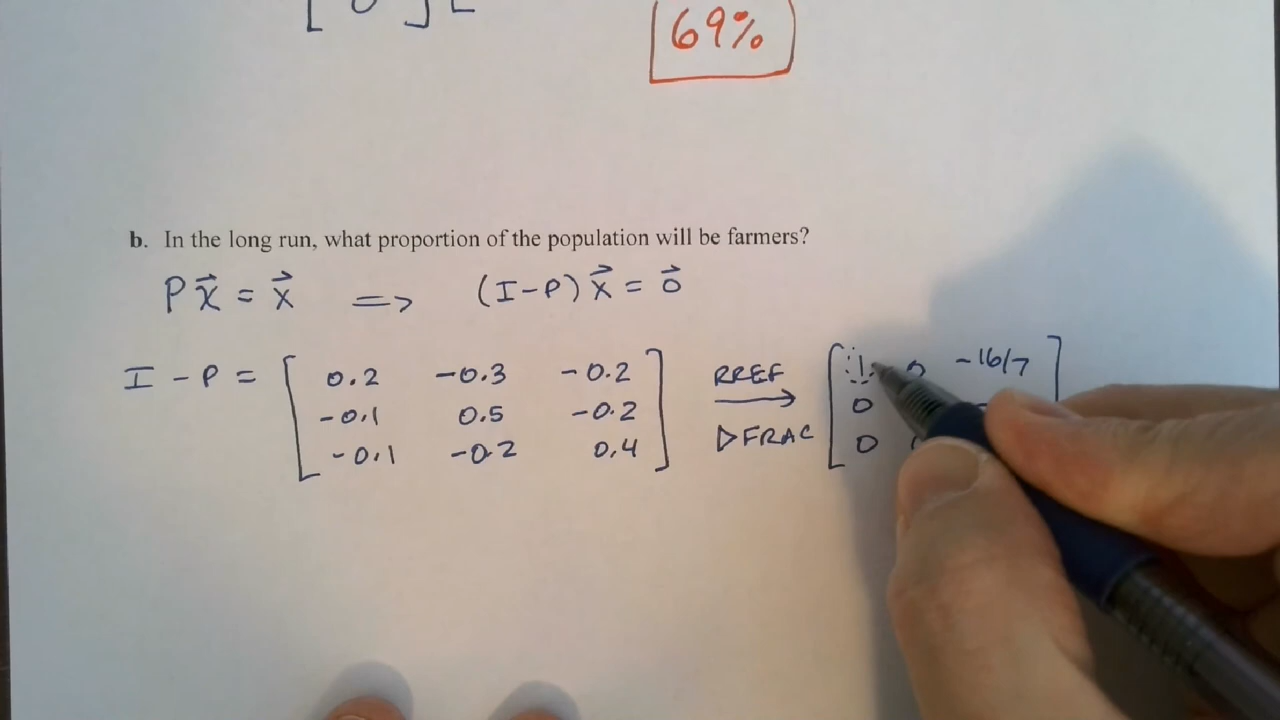 69%
b. In the long run, what proportion of the population will be farmers?
Px⃗ = x⃗ => (I-P)x⃗ = 0⃗
I - P = [ 0.2 -0.3 -0.2 ] RREF [ 1 0 -16/7 ]
-0.1 0.5 -0.2 0
-0.1 -0.2 0.4 ▷FRAC 0